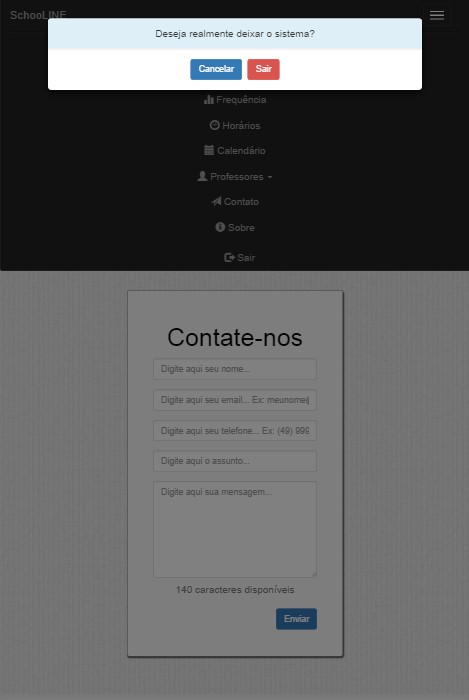 SchooLINE
Deseja realmente deixar o sistema?
Cancelar Sair
Frequência
Horários
Calendário
Professores
Contato
Sobre
Sair
Contate-nos
Digite aqui seu nome...
Digite aqui seu email... Ex: meunome
Digite aqui seu telefone... Ex: (49) 999
Digite aqui o assunto...
Digite aqui sua mensagem...
140 caracteres disponíveis
Enviar